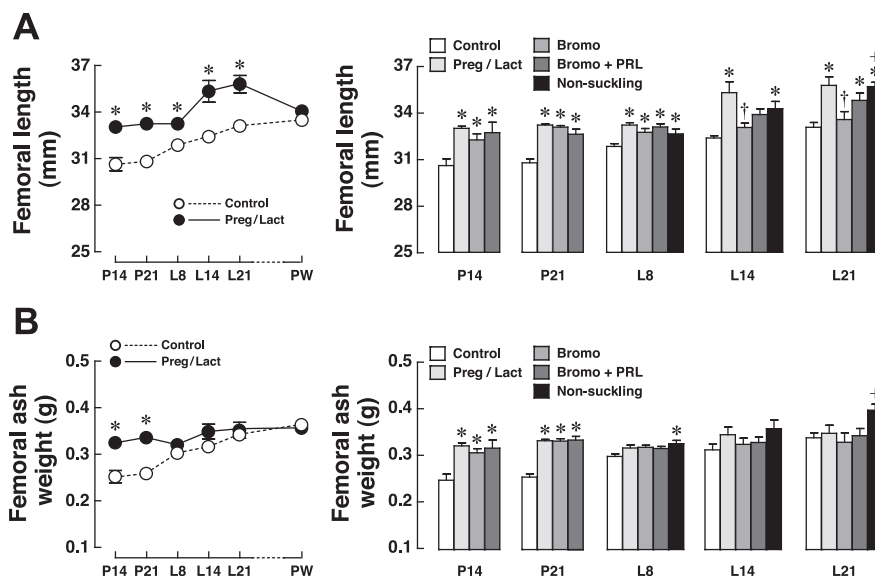 A
37
34
31
28
25
Femoral length
(mm)
* * * * *
Control
Preg/Lact
P14 P21 L8 L14 L21 PW
37
34
31
28
25
Femoral length
(mm)
Control
Preg / Lact
Bromo
Bromo + PRL
Non-suckling
* * *
* * *
* * * *
* † *
* † * *
P14 P21 L8 L14 L21
B
0.5
0.4
0.3
0.2
0.1
Femoral ash
weight (g)
Control
Preg/Lact
* *
P14 P21 L8 L14 L21 PW
0.5
0.4
0.3
0.2
0.1
Femoral ash
weight (g)
Control
Preg / Lact
Bromo
Bromo + PRL
Non-suckling
* * *
* * *
*
P14 P21 L8 L14 L21